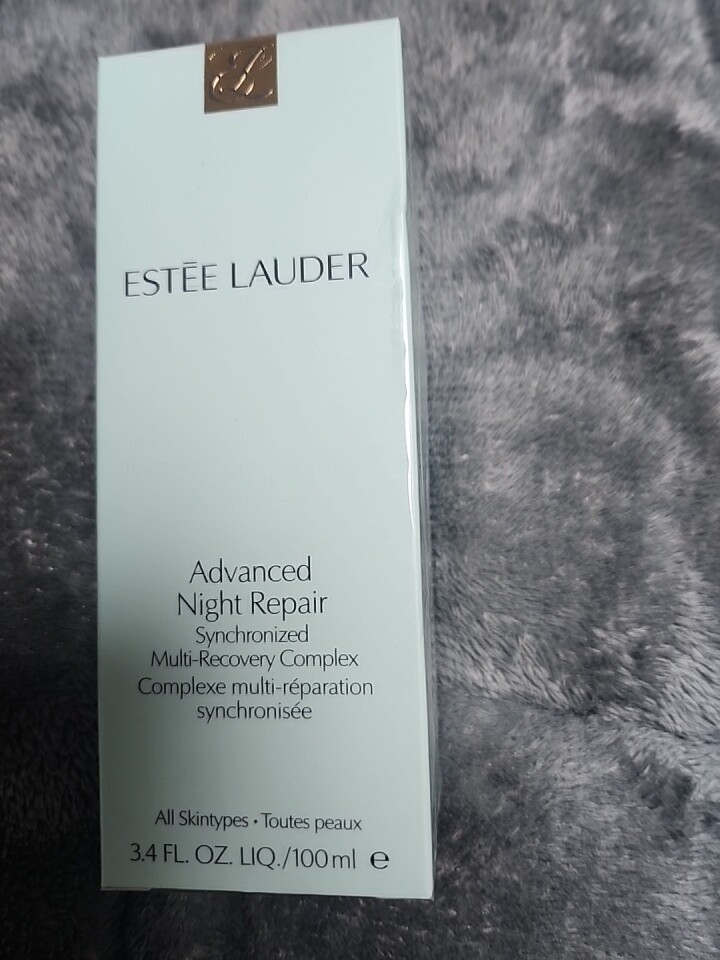 ESTĒE LAUDER
Advanced
Night Repair
Synchronized
Multi-Recovery Complex
Complexe multi-réparation
synchronisée
All Skintypes • Toutes peaux
3.4 FL. OZ. LIQ./100 ml ℮